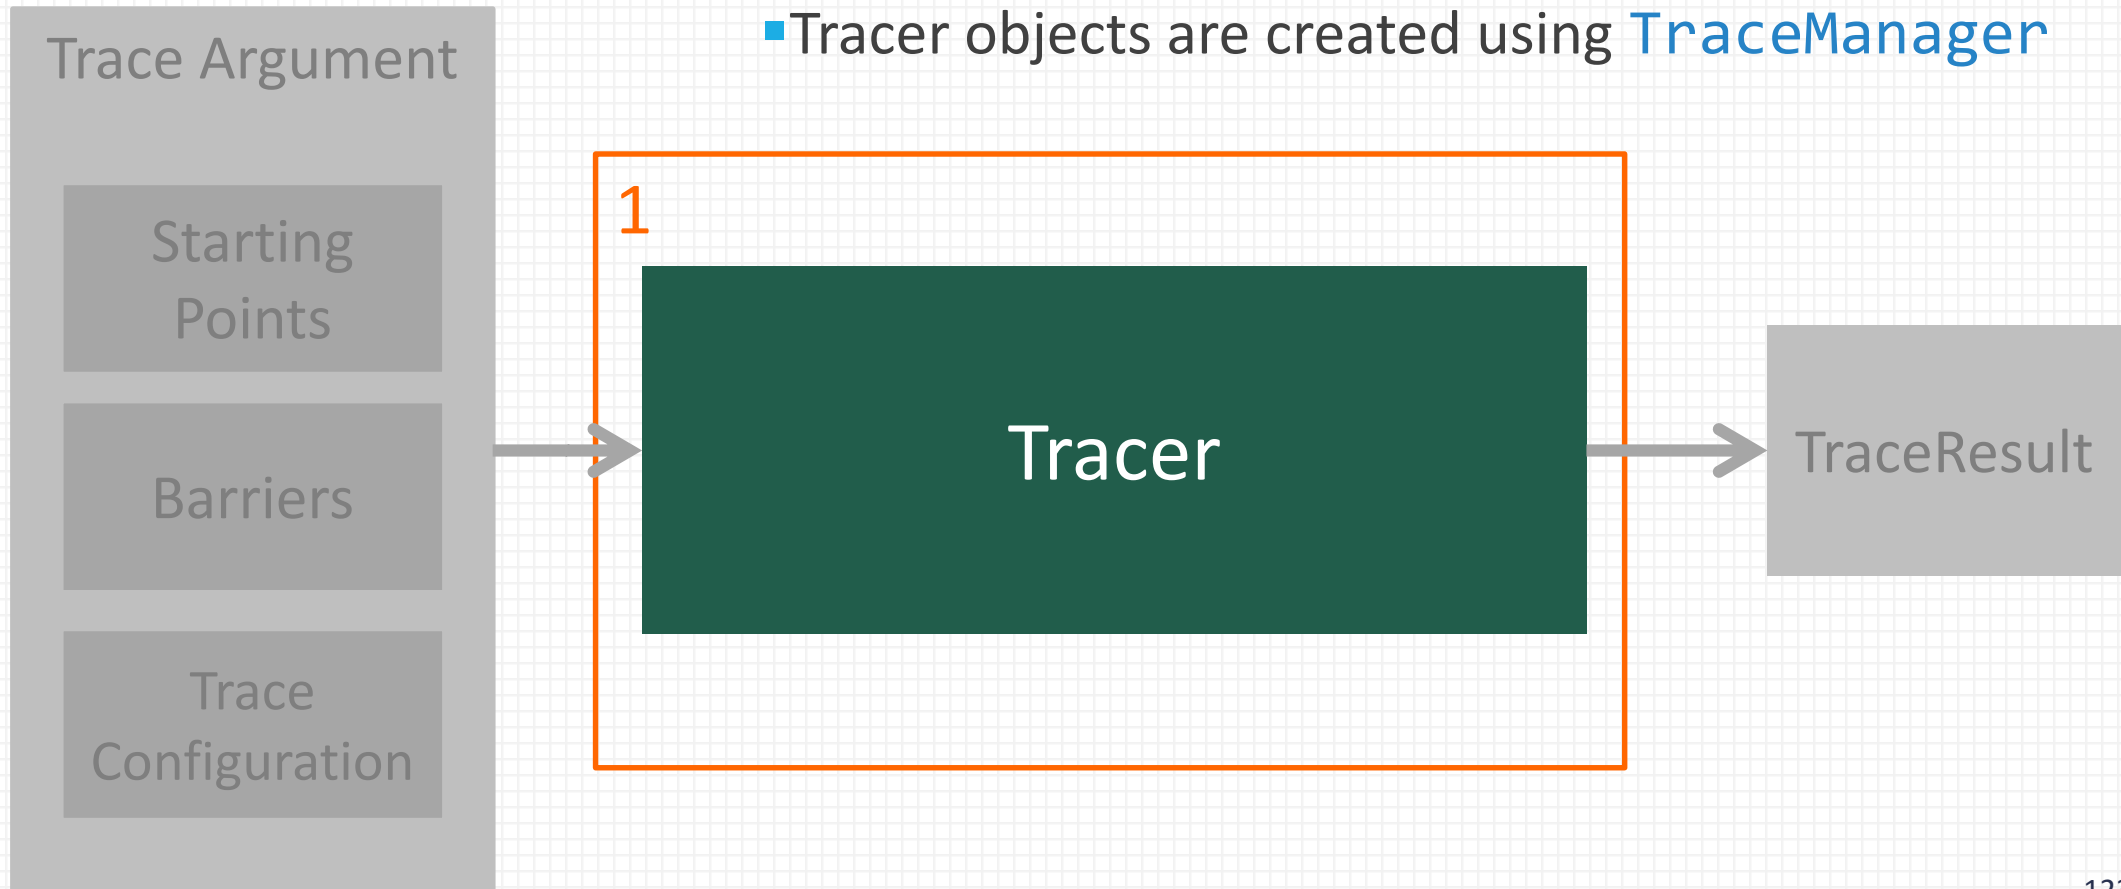 Trace Argument
▪Tracer objects are created using TraceManager
Starting
Points
Barriers
Trace
Configuration
1
Tracer
TraceResult